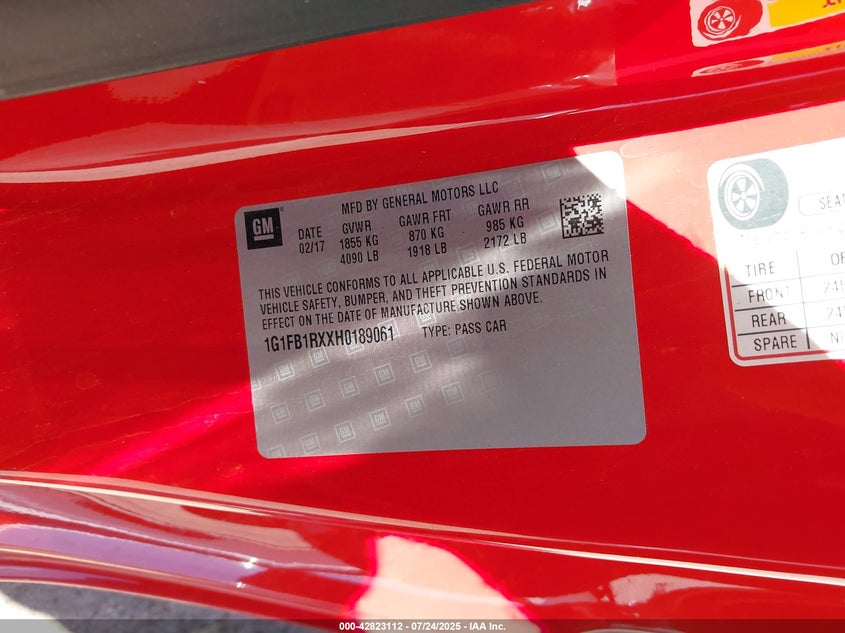 GM
MFD BY GENERAL MOTORS LLC
DATE GVWR GAWR FRT GAWR RR
02/17 1855 KG 870 KG 985 KG
4090 LB 1918 LB 2172 LB
THIS VEHICLE CONFORMS TO ALL APPLICABLE U.S. FEDERAL MOTOR
VEHICLE SAFETY, BUMPER, AND THEFT PREVENTION STANDARDS IN
EFFECT ON THE DATE OF MANUFACTURE SHOWN ABOVE.
1G1FB1RXXH0189061 TYPE: PASS CAR
TIRE
FRONT
REAR
SPARE
000-42823112 / 07/24/2025 - IAA Inc.